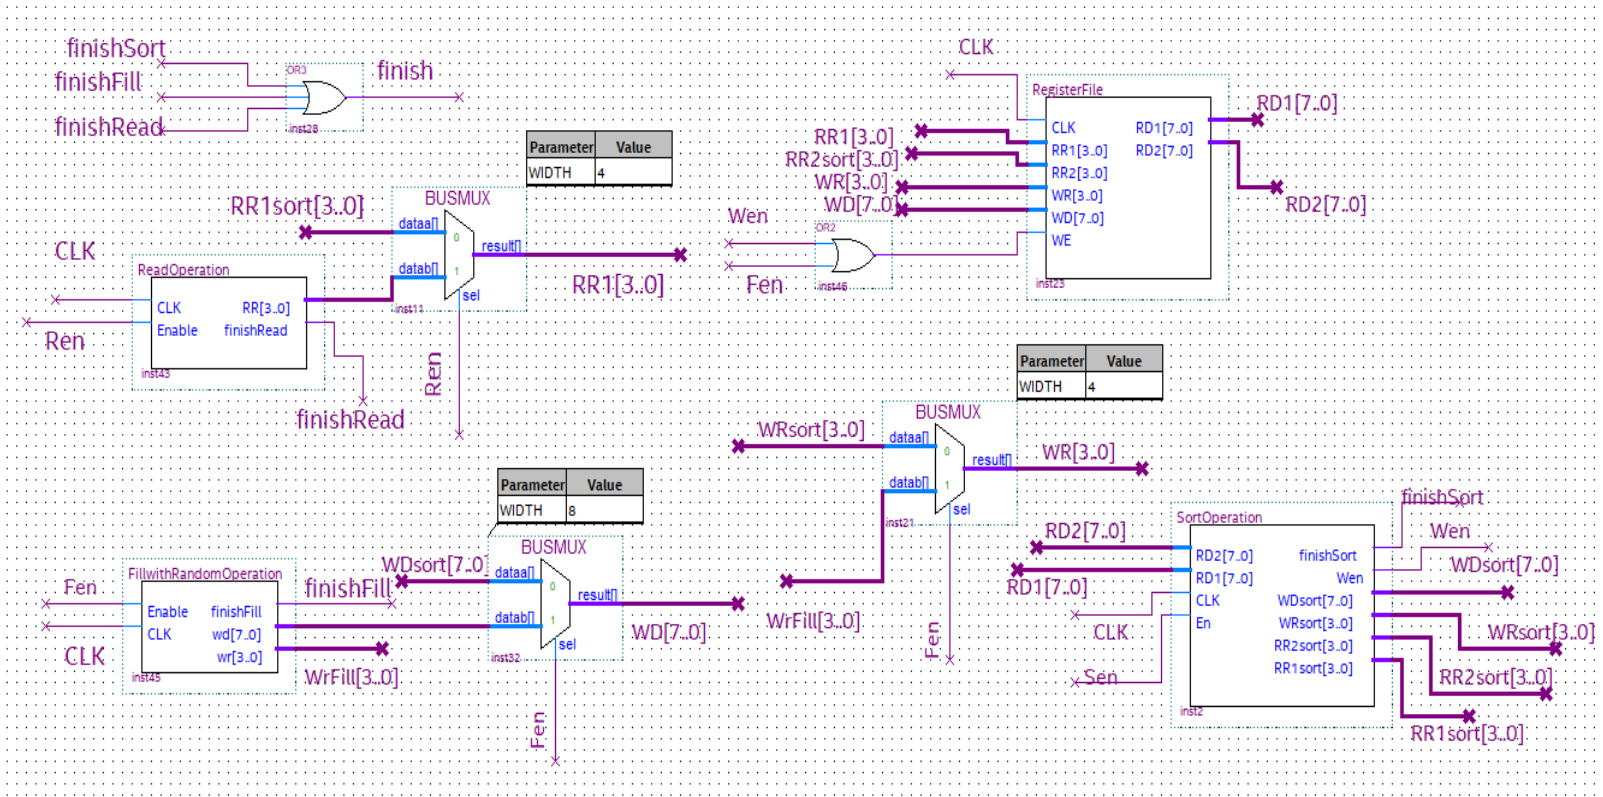 finishSort
finishFill
finishRead
OR3
inst28
finish
RR1sort[3..0]
Parameter Value
WIDTH 4
BUSMUX
dataa[]
datab[]
0
1
result[]
sel
inst11
RR1[3..0]
Ren
CLK
Ren
ReadOperation
CLK
Enable
RR[3..0]
finishRead
inst43
finishRead
CLK
RR1[3..0]
RR2sort[3..0]
WR[3..0]
WD[7..0]
Wen
Fen
OR2
inst46
RegisterFile
CLK RD1[7..0]
RR1[3..0] RD2[7..0]
RR2[3..0]
WR[3..0]
WD[7..0]
WE
inst23
RD1[7..0]
RD2[7..0]
Parameter Value
WIDTH 4
WRsort[3..0]
BUSMUX
dataa[]
datab[]
0
1
result[]
sel
inst21
WR[3..0]
WrFill[3..0]
Fen
Parameter Value
WIDTH 8
WDsort[7..0]
BUSMUX
dataa[]
datab[]
0
1
result[]
sel
inst32
WD[7..0]
Fen
Fen
CLK
FillwithRandomOperation
Enable finishFill
CLK wd[7..0]
wr[3..0]
inst45
finishFill
WrFill[3..0]
RD2[7..0]
RD1[7..0]
CLK
Sen
SortOperation
RD2[7..0] finishSort
RD1[7..0] Wen
CLK WDsort[7..0]
En WRsort[3..0]
RR2sort[3..0]
RR1sort[3..0]
inst2
finishSort
Wen
WDsort[7..0]
WRsort[3..0]
RR2sort[3..0]
RR1sort[3..0]